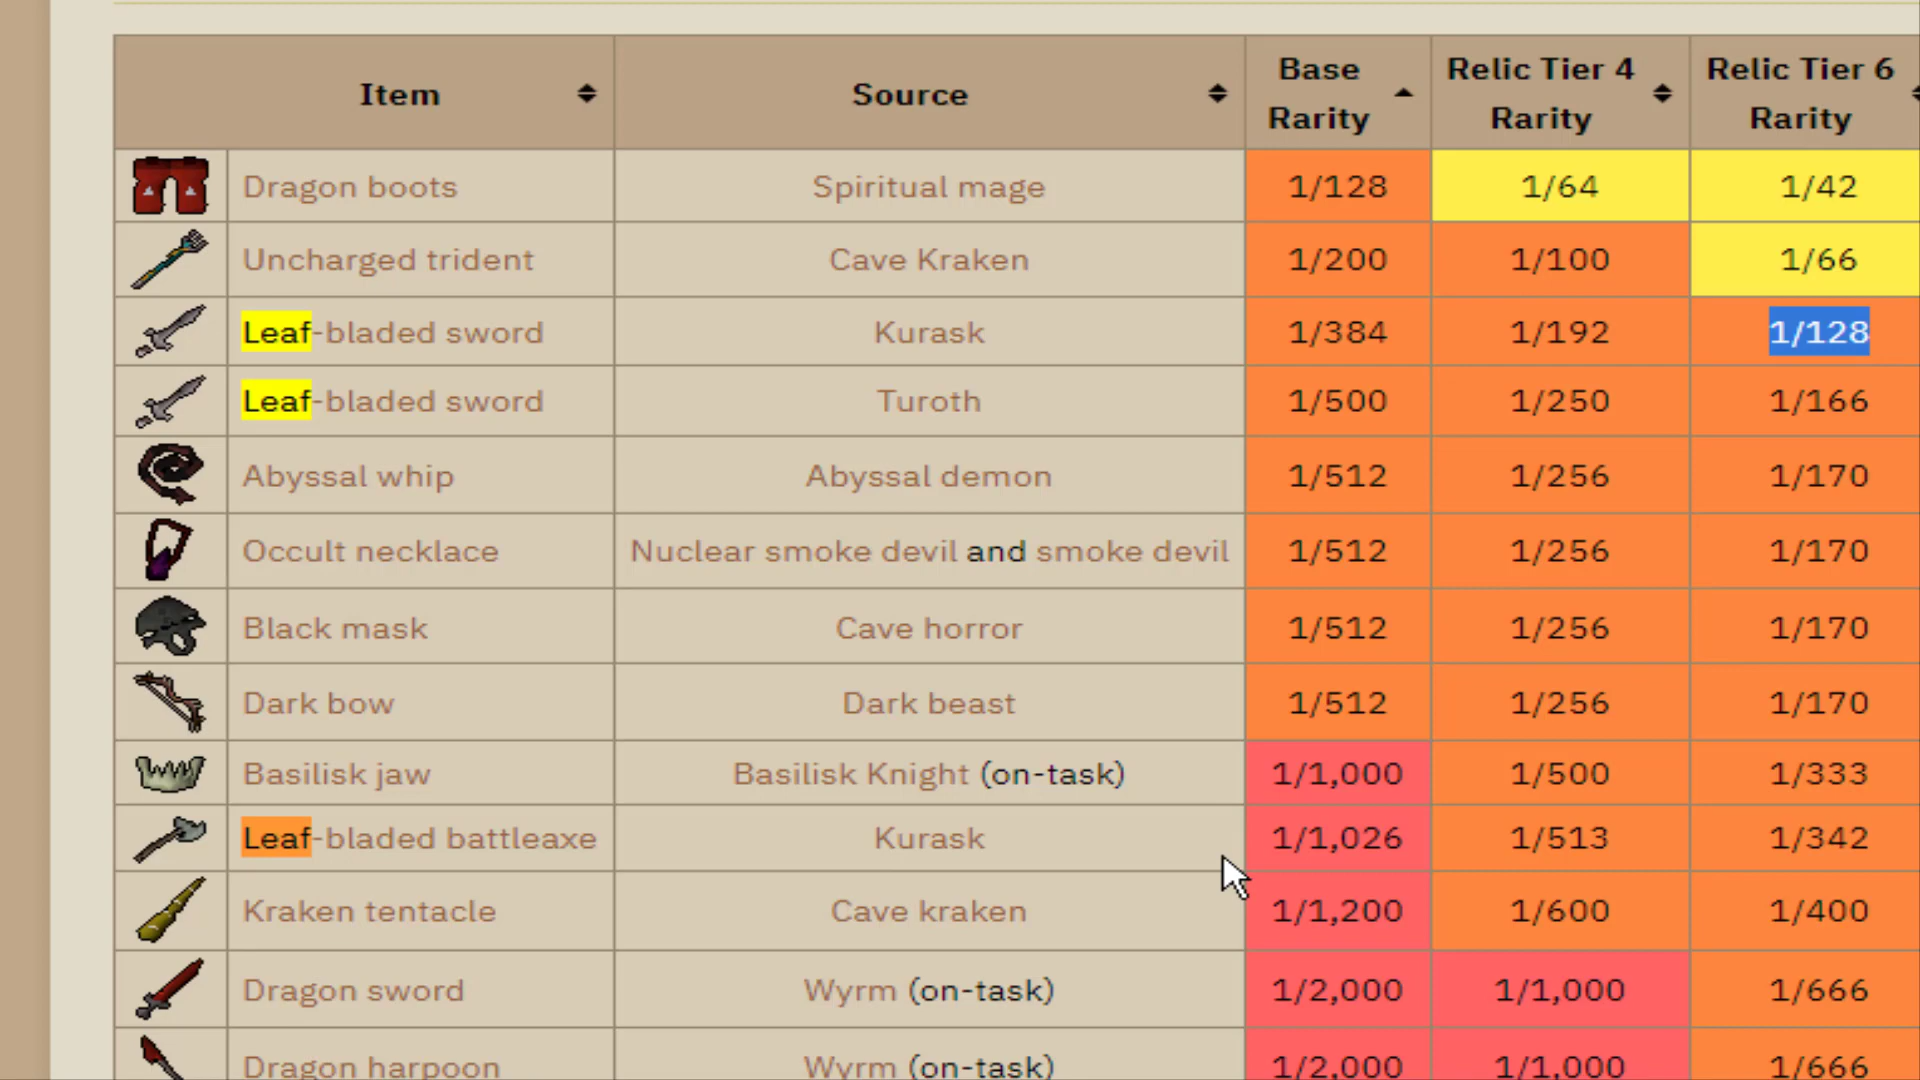 Item Source Base Rarity Relic Tier 4 Rarity Relic Tier 6 Rarity
Dragon boots Spiritual mage 1/128 1/64 1/42
Uncharged trident Cave Kraken 1/200 1/100 1/66
Leaf-bladed sword Kurask 1/384 1/192 1/128
Leaf-bladed sword Turoth 1/500 1/250 1/166
Abyssal whip Abyssal demon 1/512 1/256 1/170
Occult necklace Nuclear smoke devil and smoke devil 1/512 1/256 1/170
Black mask Cave horror 1/512 1/256 1/170
Dark bow Dark beast 1/512 1/256 1/170
Basilisk jaw Basilisk Knight (on-task) 1/1,000 1/500 1/333
Leaf-bladed battleaxe Kurask 1/1,026 1/513 1/342
Kraken tentacle Cave kraken 1/1,200 1/600 1/400
Dragon sword Wyrm (on-task) 1/2,000 1/1,000 1/666
Dragon harpoon Wyrm (on-task) 1/2,000 1/1,000 1/666